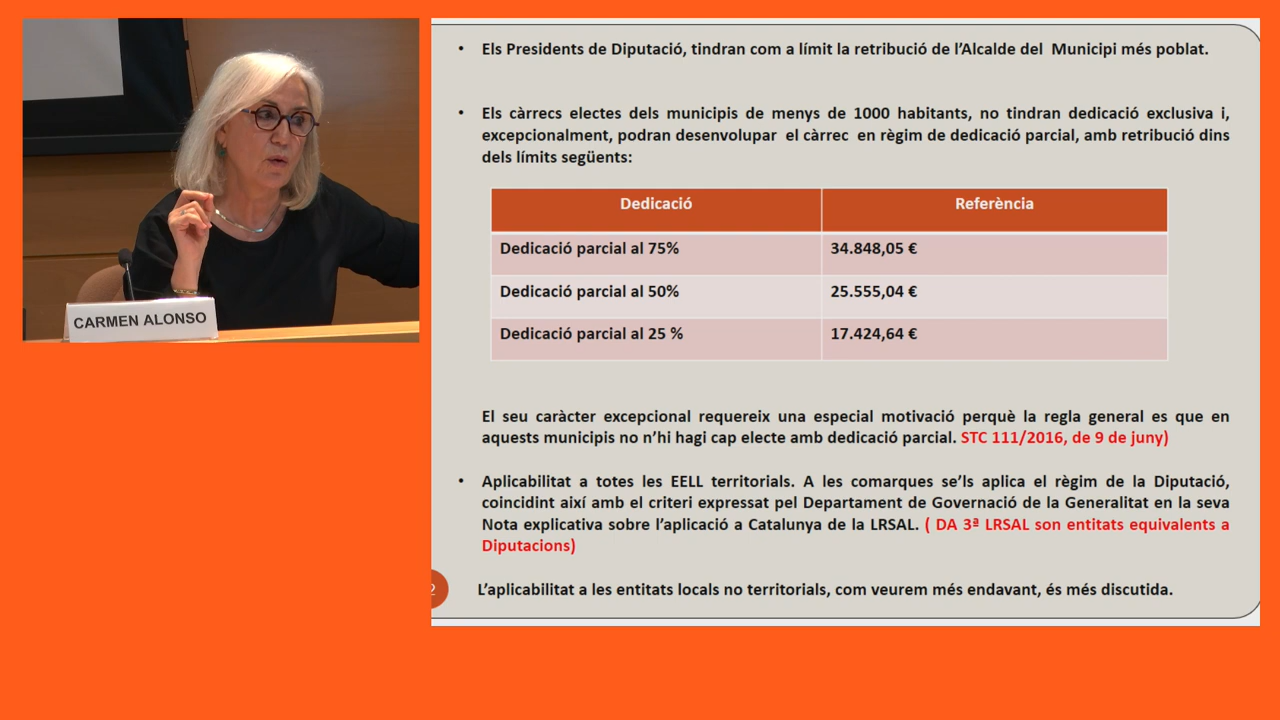 CARMEN ALONSO
• Els Presidents de Diputació, tindran com a límit la retribució de l'Alcalde del Municipi més poblat.
• Els càrrecs electes dels municipis de menys de 1000 habitants, no tindran dedicació exclusiva i,
excepcionalment, podran desenvolupar el càrrec en règim de dedicació parcial, amb retribució dins
dels límits següents:
Dedicació Referència
Dedicació parcial al 75% 34.848,05 €
Dedicació parcial al 50% 25.555,04 €
Dedicació parcial al 25 % 17.424,64 €
El seu caràcter excepcional requereix una especial motivació perquè la regla general es que en
aquests municipis no n'hi hagi cap electe amb dedicació parcial. STC 111/2016, de 9 de juny)
• Aplicabilitat a totes les EELL territorials. A les comarques se'ls aplica el règim de la Diputació,
coincidint així amb el criteri expressat pel Departament de Governació de la Generalitat en la seva
Nota explicativa sobre l'aplicació a Catalunya de la LRSAL. ( DA 3ª LRSAL son entitats equivalents a
Diputacions)
L'aplicabilitat a les entitats locals no territorials, com veurem més endavant, és més discutida.